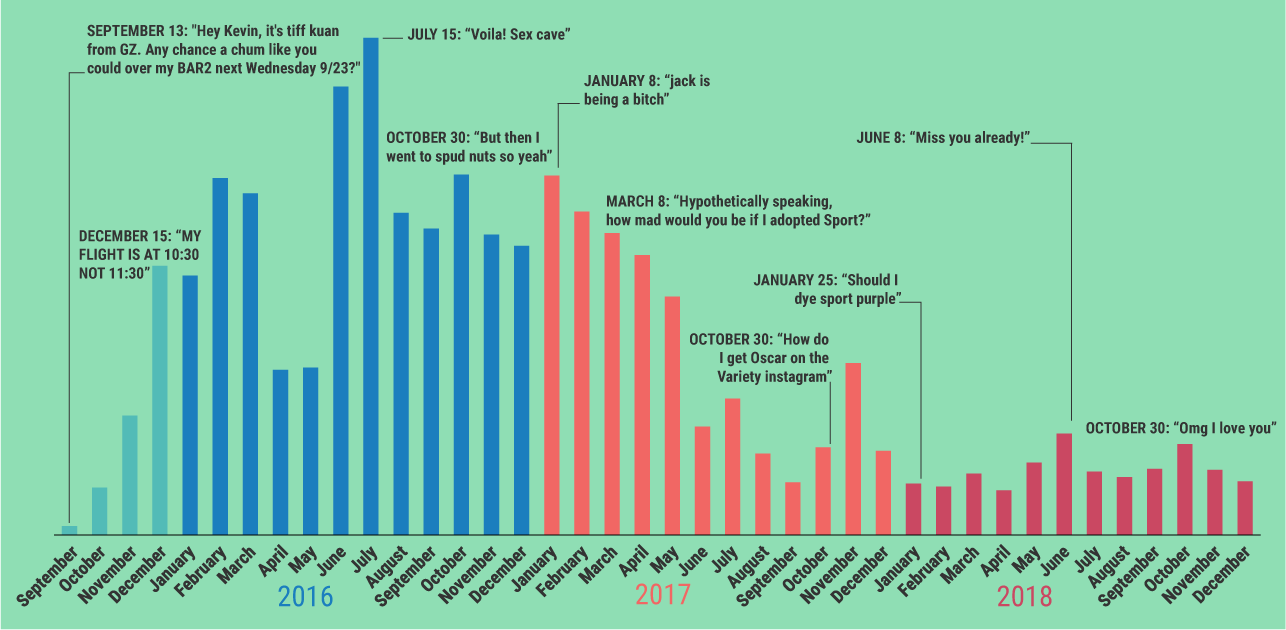 SEPTEMBER 13: "Hey Kevin, it's tiff kuan
from GZ. Any chance a chum like you
could over my BAR2 next Wednesday 9/23?"
JULY 15: “Voila! Sex cave”
JANUARY 8: “jack is
being a bitch”
OCTOBER 30: “But then I
went to spud nuts so yeah”
JUNE 8: “Miss you already!”
MARCH 8: “Hypothetically speaking,
how mad would you be if I adopted Sport?”
DECEMBER 15: “MY
FLIGHT IS AT 10:30
NOT 11:30”
JANUARY 25: “Should I
dye sport purple”
OCTOBER 30: “How do
I get Oscar on the
Variety instagram”
OCTOBER 30: “Omg I love you”
September
October
November
December
January
February
March
April
May
June
July
August
September
October
November
December
January
February
March
April
May
June
July
August
September
October
November
December
January
February
March
April
May
June
July
August
September
October
November
December
2016
2017
2018